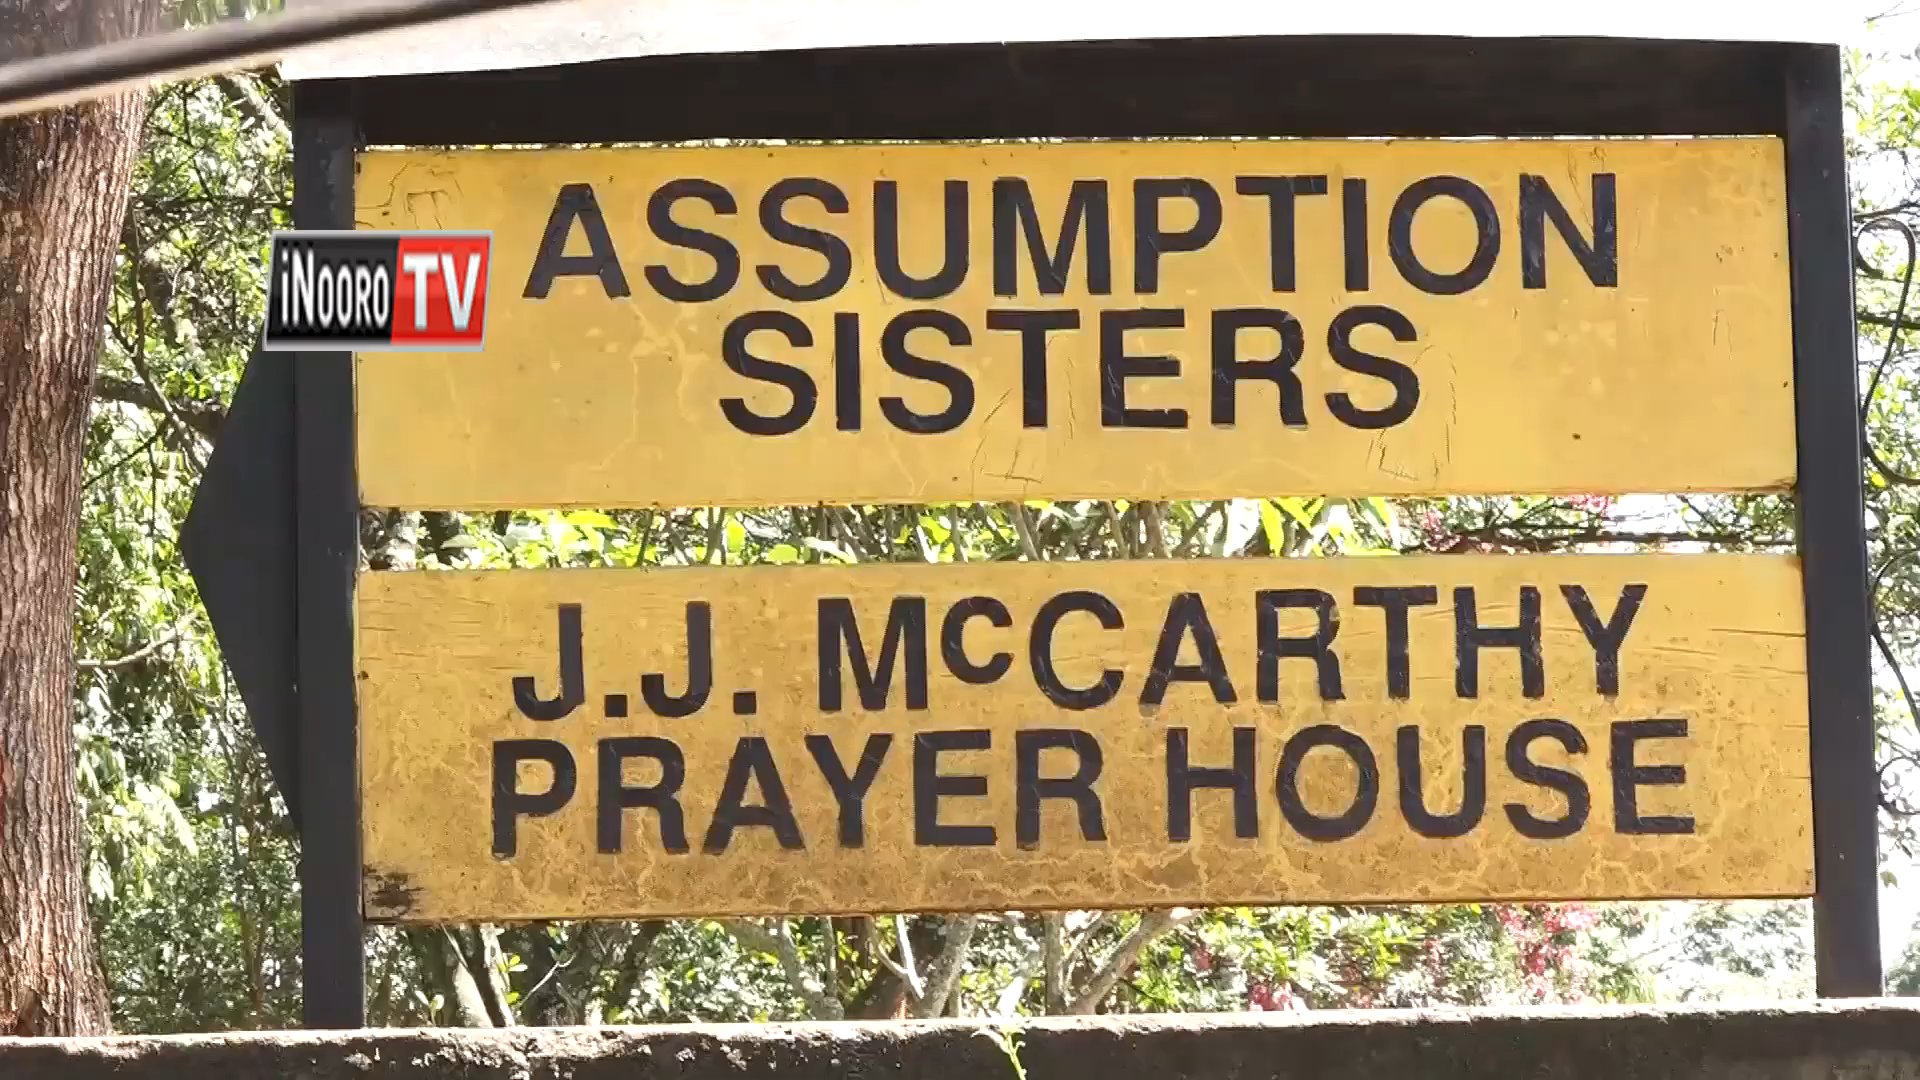 iNOORO TV
ASSUMPTION
SISTERS
J.J. McCARTHY
PRAYER HOUSE